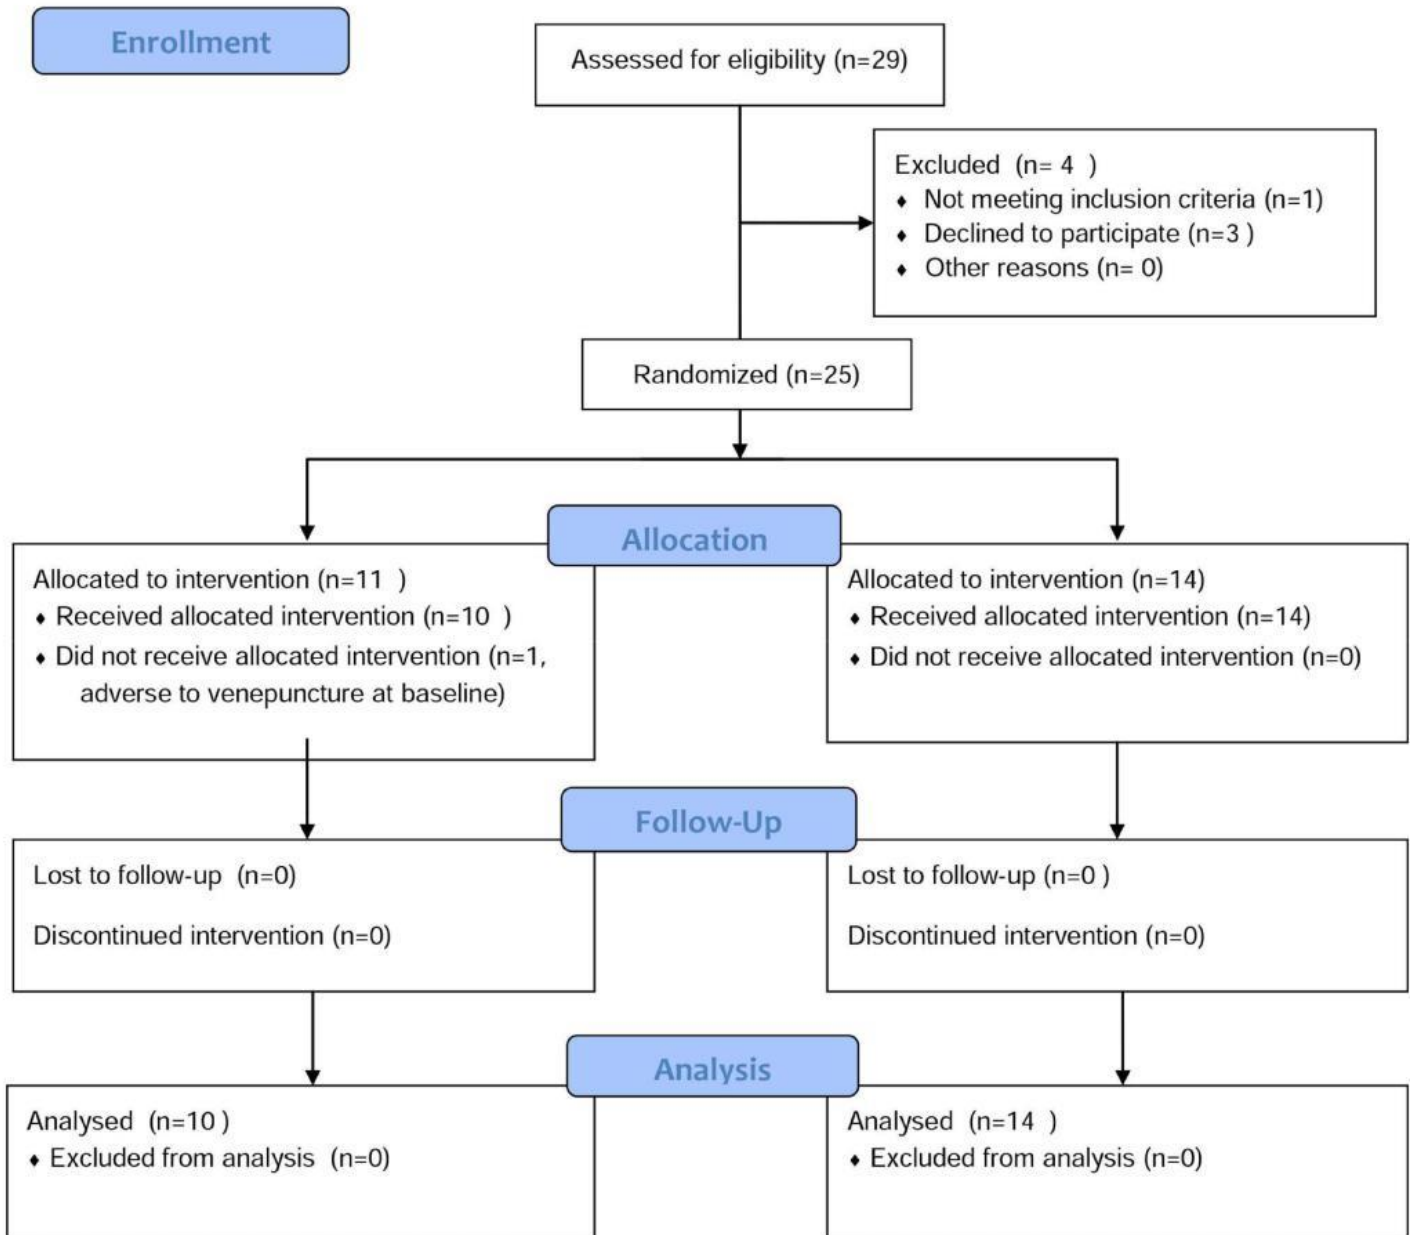 Enrollment
Assessed for eligibility (n=29)
Excluded (n= 4 )
♦ Not meeting inclusion criteria (n=1)
♦ Declined to participate (n=3 )
♦ Other reasons (n= 0)
Randomized (n=25)
Allocation
Allocated to intervention (n=11 )
♦ Received allocated intervention (n=10 )
♦ Did not receive allocated intervention (n=1,
adverse to venepuncture at baseline)
Allocated to intervention (n=14)
♦ Received allocated intervention (n=14)
♦ Did not receive allocated intervention (n=0)
Follow-Up
Lost to follow-up (n=0)
Discontinued intervention (n=0)
Lost to follow-up (n=0 )
Discontinued intervention (n=0)
Analysis
Analysed (n=10 )
♦ Excluded from analysis (n=0)
Analysed (n=14 )
♦ Excluded from analysis (n=0)